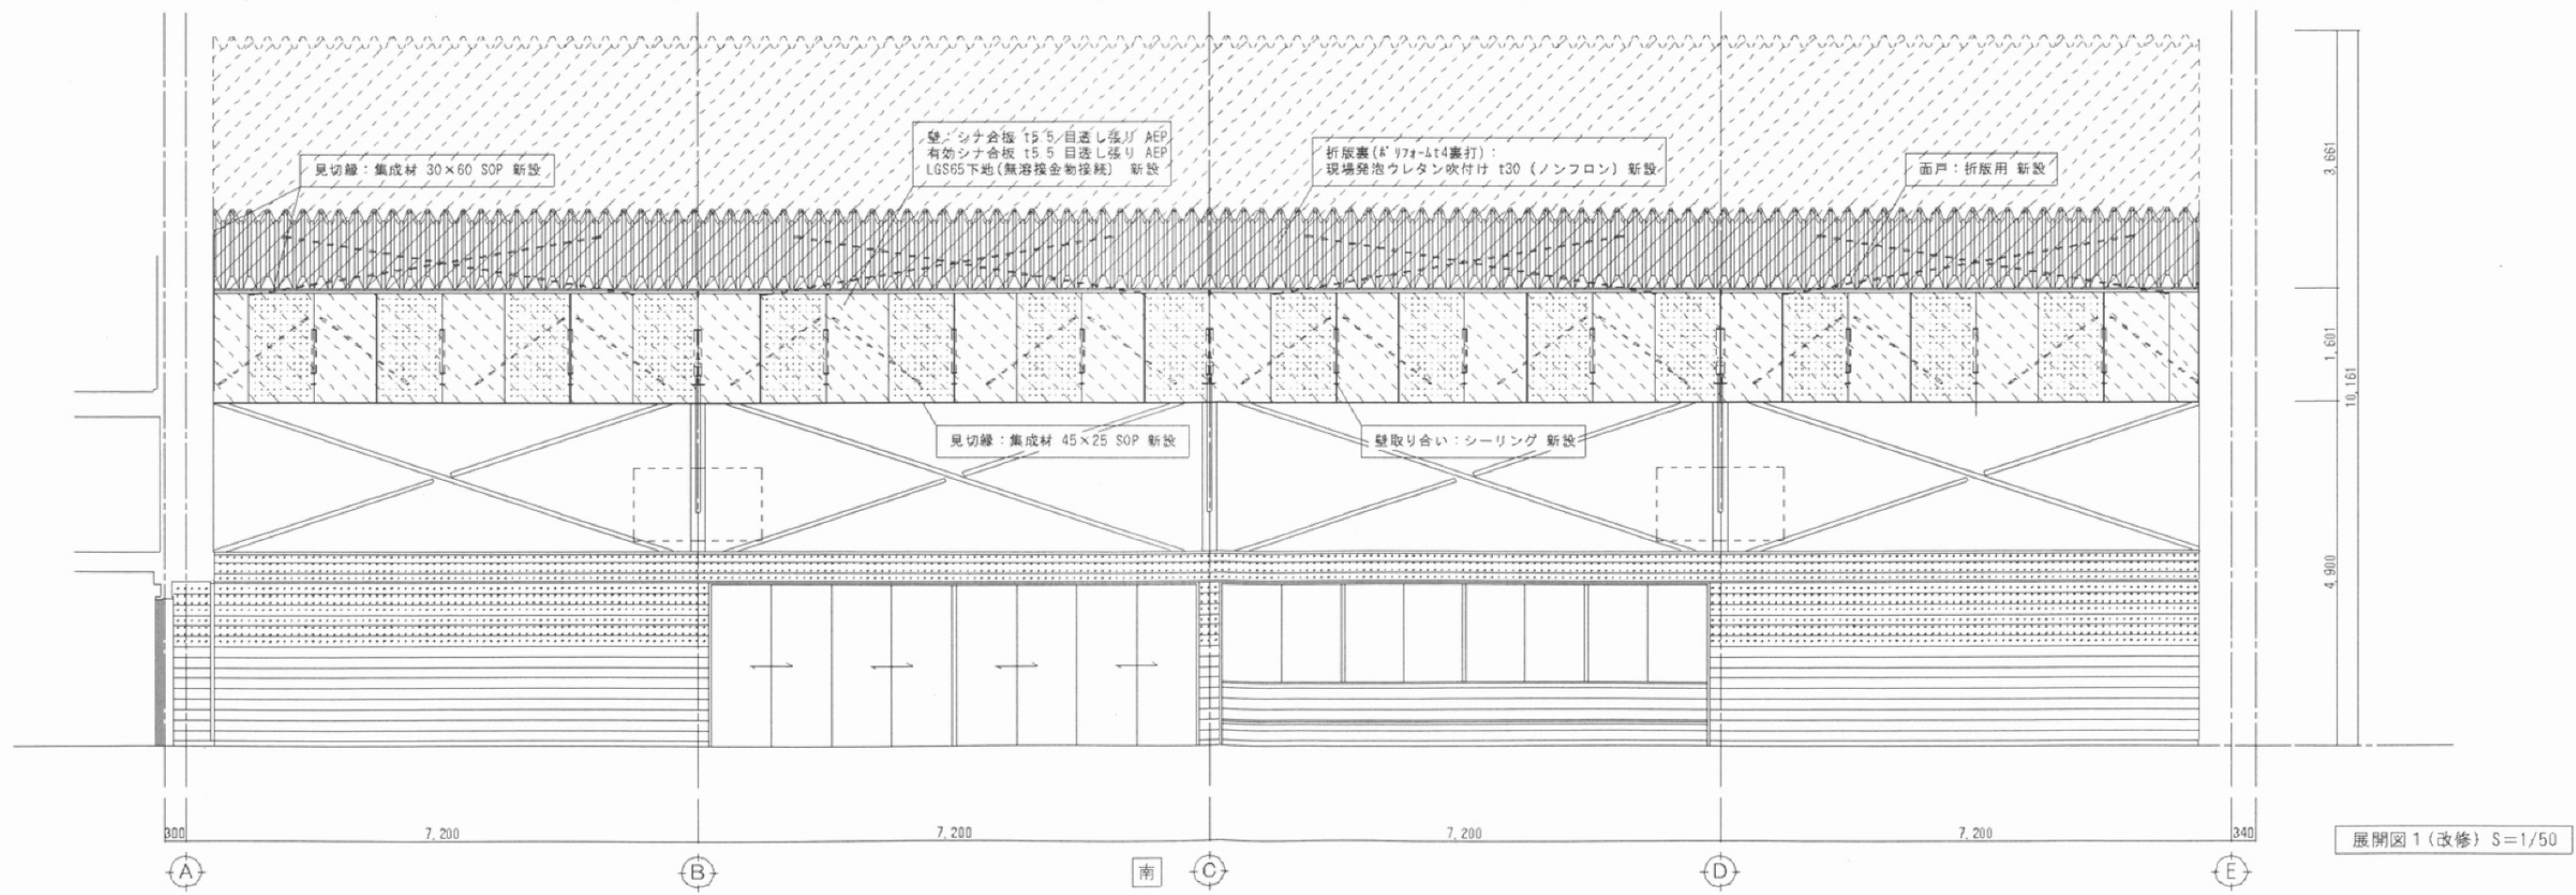 壁：シナ合板 t5.5 目透し張り AEP
有効シナ合板 t5.5 目透し張り AEP
LGS65下地(無溶接金物接続) 新設
見切縁：集成材 30×60 SOP 新設
折版裏(ﾎﾟﾘﾌｫｰﾑt4裏打)：
現場発泡ウレタン吹付け t30 (ノンフロン) 新設
面戸：折版用 新設
見切縁：集成材 45×25 SOP 新設
壁取り合い：シーリング 新設
3,661
1,601
10,161
4,900
300
7,200
7,200
7,200
7,200
340
A
B
南
C
D
E
展開図1(改修) S=1/50